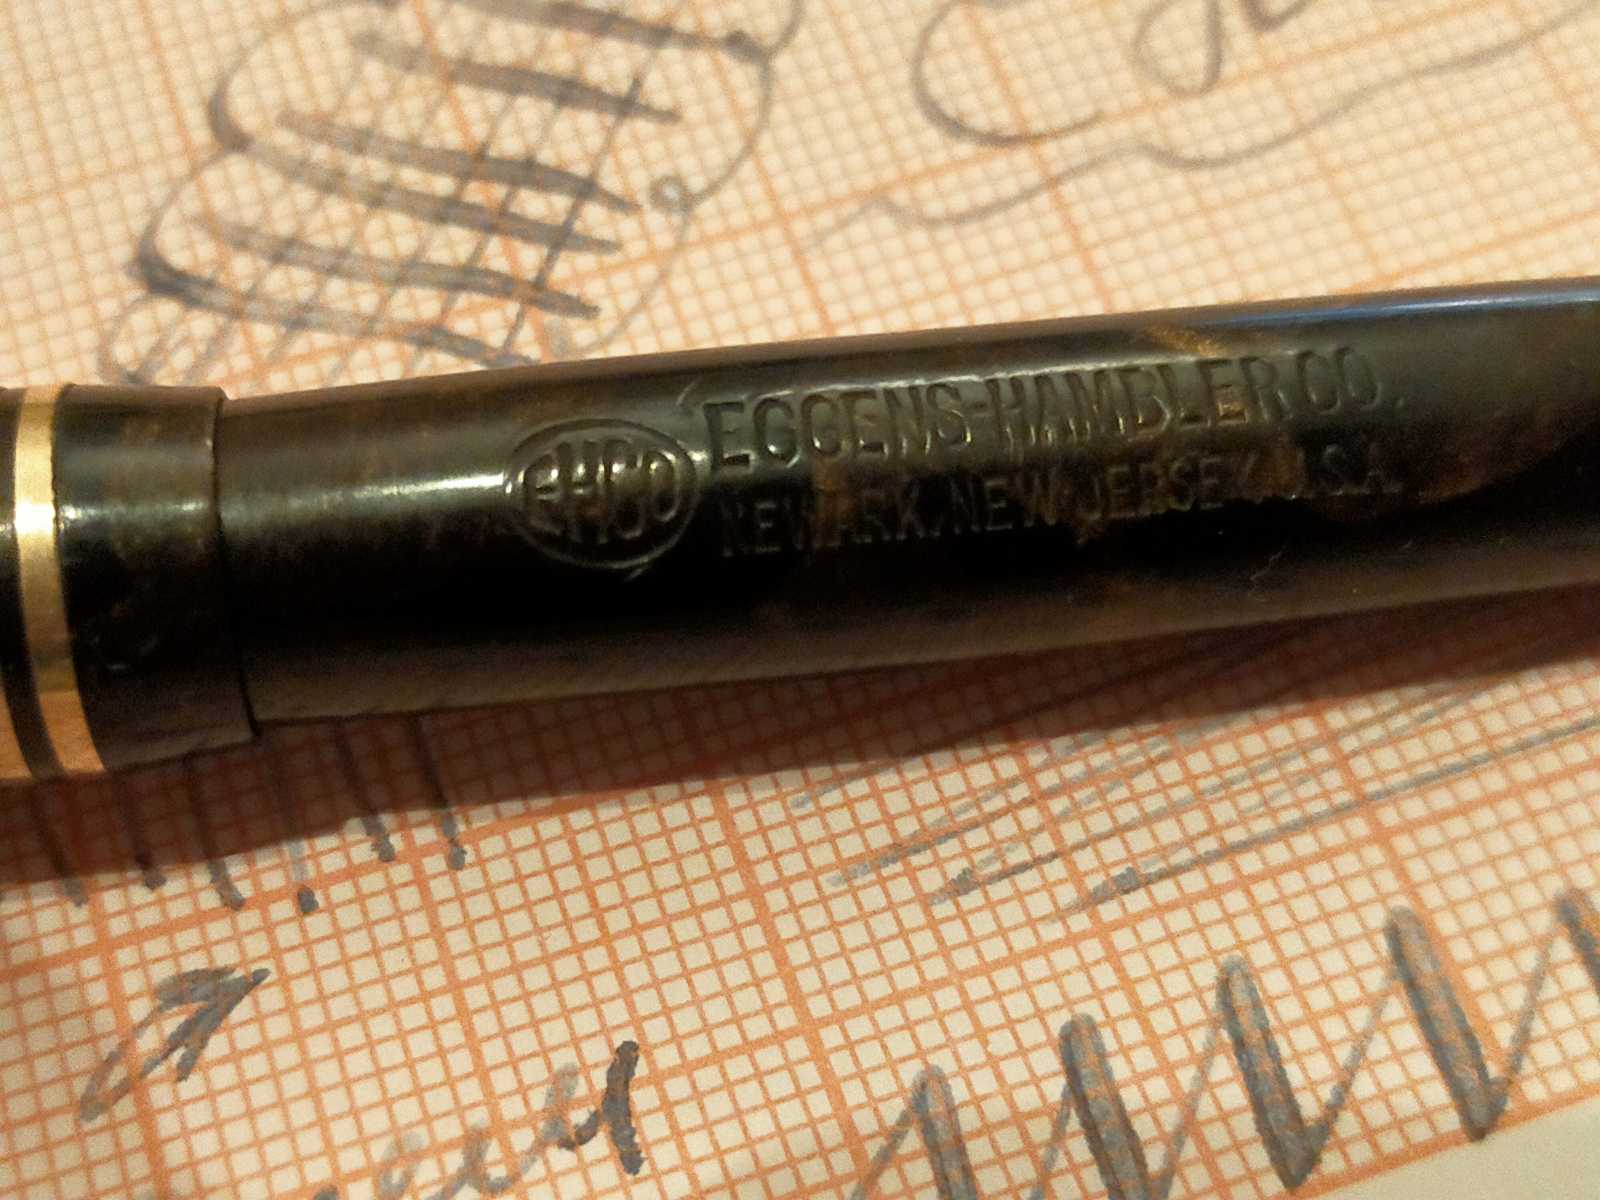 EHCO
EGGENS-HAMBLER CO.
NEWARK, NEW JERSEY, U.S.A.